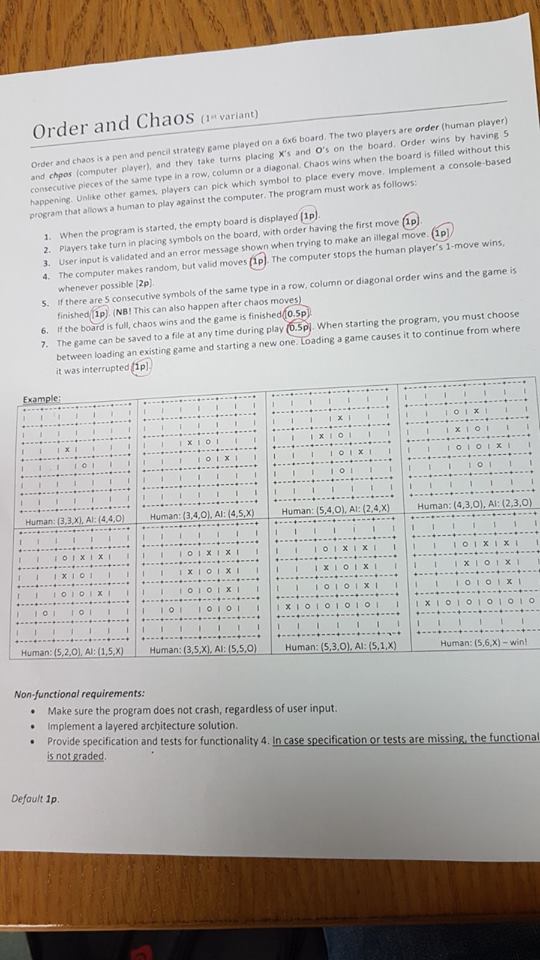 Order and Chaos (1st variant)
Order and chaos is a pen and pencil strategy game played on a 6x6 board. The two players are order (human player)
and chpos (computer player), and they take turns placing X's and O's on the board. Order wins by having 5
consecutive pieces of the same type in a row, column or a diagonal. Chaos wins when the board is filled without this
happening. Unlike other games, players can pick which symbol to place every move. Implement a console-based
program that allows a human to play against the computer. The program must work as follows:
1. When the program is started, the empty board is displayed [1p].
2. Players take turn in placing symbols on the board, with order having the first move [1p].
3. User input is validated and an error message shown when trying to make an illegal move. [1p]
4. The computer makes random, but valid moves [1p]. The computer stops the human player's 1-move wins,
whenever possible [2p].
5. If there are 5 consecutive symbols of the same type in a row, column or diagonal order wins and the game is
finished [1p]. (NB! This can also happen after chaos moves)
6. If the board is full, chaos wins and the game is finished [0.5p].
7. The game can be saved to a file at any time during play [0.5p]. When starting the program, you must choose
between loading an existing game and starting a new one. Loading a game causes it to continue from where
it was interrupted [1p].
Example:
Human: (3,3,X), AI: (4,4,O)
Human: (3,4,O), AI: (4,5,X)
Human: (5,4,O), AI: (2,4,X)
Human: (4,3,O), AI: (2,3,O)
Human: (5,2,O), AI: (1,5,X)
Human: (3,5,X), AI: (5,5,O)
Human: (5,3,O), AI: (5,1,X)
Human: (5,6,X) – win!
Non-functional requirements:
• Make sure the program does not crash, regardless of user input.
• Implement a layered architecture solution.
• Provide specification and tests for functionality 4. In case specification or tests are missing, the functional
is not graded.
Default 1p.